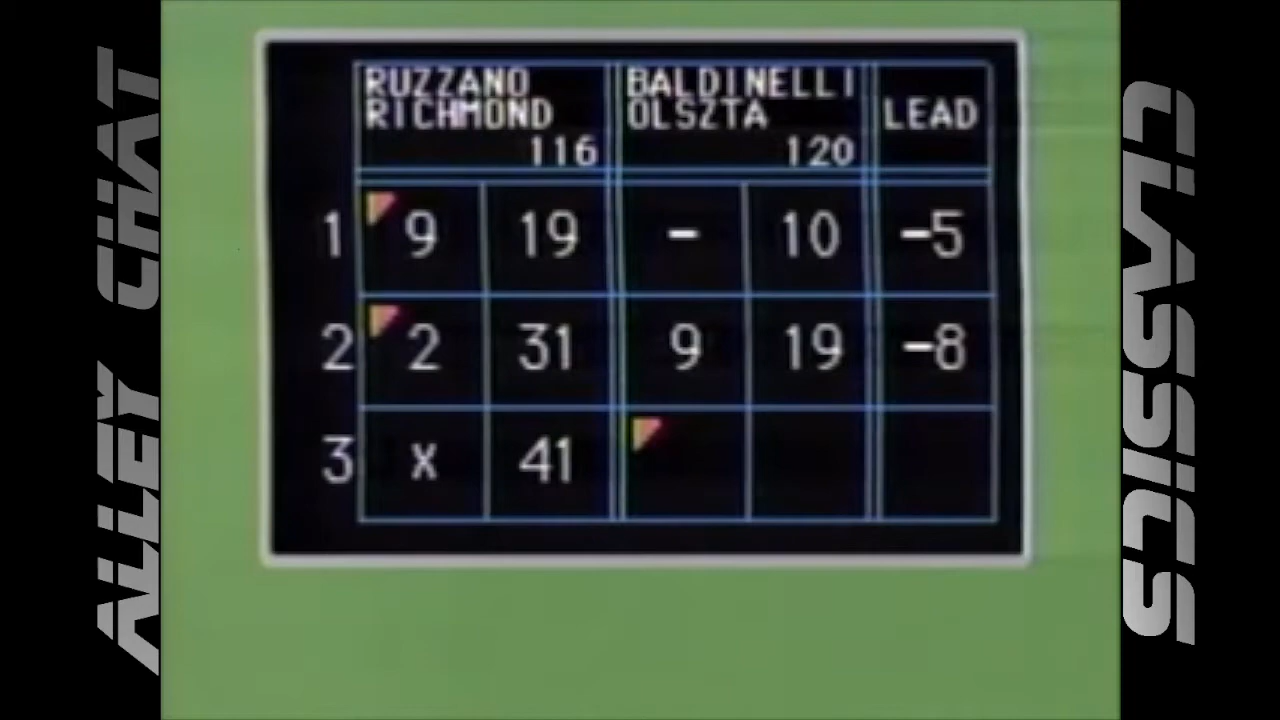 ALLEY CHAT
RUZZANO
RICHMOND
116
BALDINELLI
OLSZTA
120
LEAD
1 9 19 - 10 -5
2 2 31 9 19 -8
3 x 41
CLASSICS